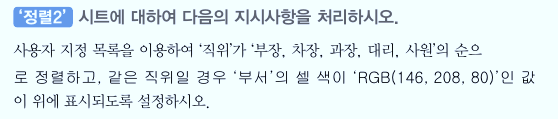 ‘정렬2’ 시트에 대하여 다음의 지시사항을 처리하시오.
사용자 지정 목록을 이용하여 ‘직위’가 ‘부장, 차장, 과장, 대리, 사원’의 순으
로 정렬하고, 같은 직위일 경우 ‘부서’의 셀 색이 ‘RGB(146, 208, 80)’인 값
이 위에 표시되도록 설정하시오.